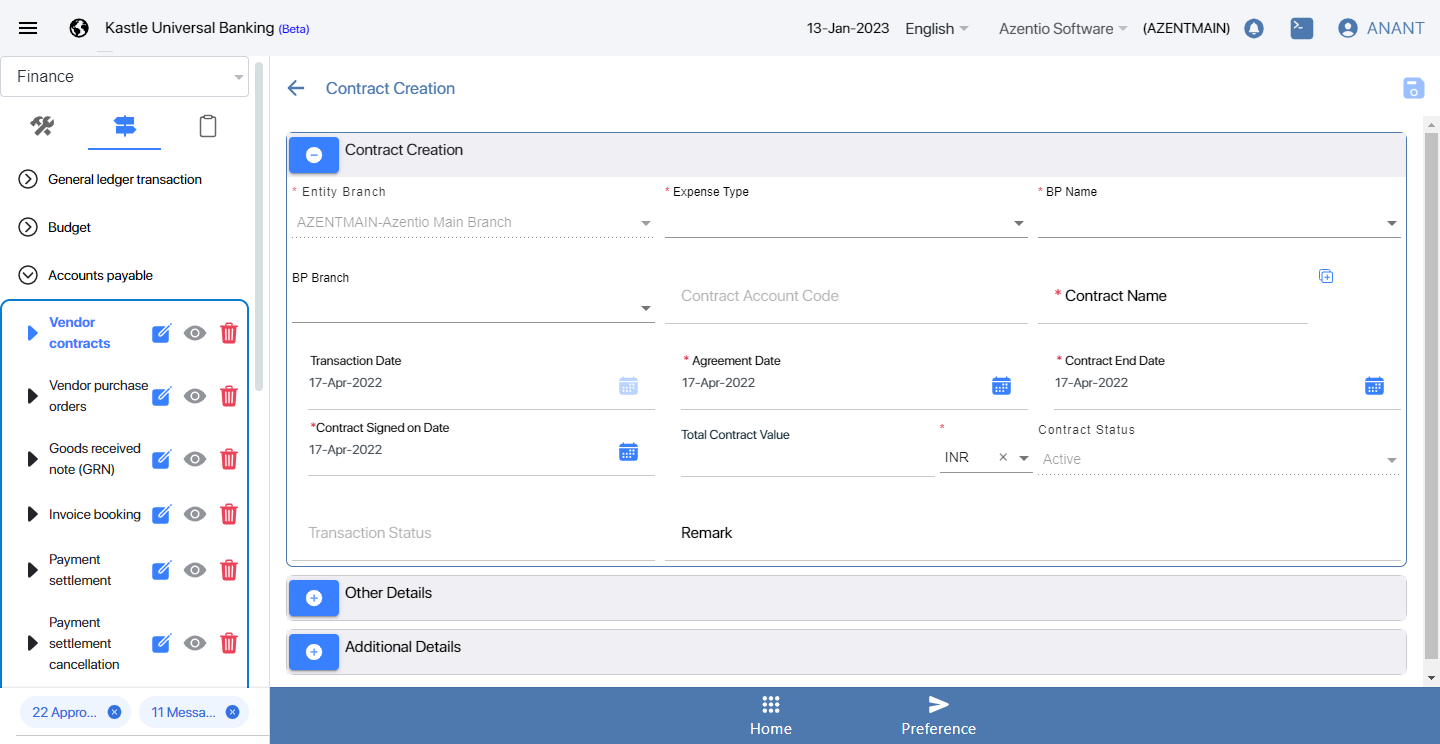 Kastle Universal Banking (Beta)
13-Jan-2023
English
Azentio Software
(AZENTMAIN)
ANANT
Finance
General ledger transaction
Budget
Accounts payable
Vendor
contracts
Vendor purchase
orders
Goods received
note (GRN)
Invoice booking
Payment
settlement
Payment
settlement
cancellation
22 Appro...
11 Messa...
Contract Creation
Contract Creation
* Entity Branch
* Expense Type
* BP Name
AZENTMAIN-Azentio Main Branch
BP Branch
Contract Account Code
* Contract Name
Transaction Date
* Agreement Date
* Contract End Date
17-Apr-2022
17-Apr-2022
17-Apr-2022
*Contract Signed on Date
Total Contract Value
*
Contract Status
17-Apr-2022
INR
Active
Transaction Status
Remark
Other Details
Additional Details
Home
Preference